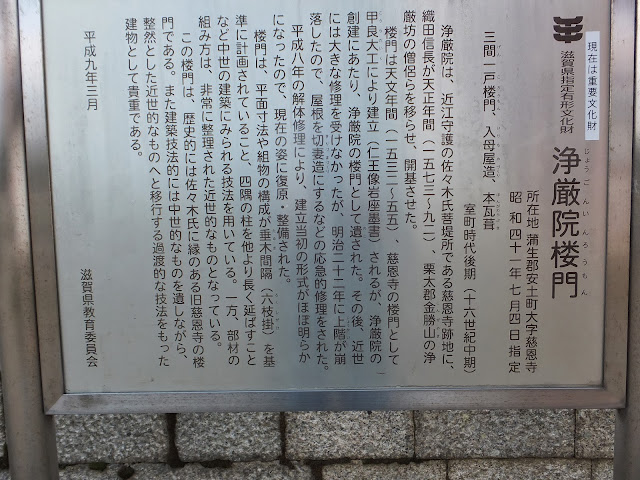 現在は重要文化財
滋賀県指定有形文化財
浄厳院楼門
じょうごんいんろうもん
所在地 蒲生郡安土町大字慈恩寺
昭和四十一年七月四日指定
三間一戸楼門、入母屋造、本瓦葺
室町時代後期（十六世紀中期）
浄厳院は、近江守護の佐々木氏菩提所である慈恩寺跡地に、
織田信長が天正年間（一五七三～九二）、栗太郡金勝山の浄
厳坊の僧侶らを移らせ、開基させた。
楼門は天文年間（一五三二～五五）、慈恩寺の楼門として
甲良大工により建立（仁王像岩座墨書）されるが、浄厳院の
創建にあたり、浄厳院の楼門として遺された。その後、近世
には大きな修理を受けなかったが、明治二十二年に上階が崩
落したので、屋根を切妻造にするなどの応急的修理をされた。
平成八年の解体修理により、建立当初の形式がほぼ明らか
になったので、現在の姿に復原・整備された。
楼門は、平面寸法や組物の構成が垂木間隔（六枝掛）を基
準に計画されていること、四隅の柱を他より長く延ばすこと
など中世の建築にみられる技法を用いている。一方、部材の
組み方は、非常に整理された近世的なものとなっている。
この楼門は、歴史的には佐々木氏に縁のある旧慈恩寺の楼
門である。また建築技法的には中世的なものを遺しながら、
整然とした近世的なものへと移行する過渡的な技法をもった
建物として貴重である。
平成九年三月
滋賀県教育委員会